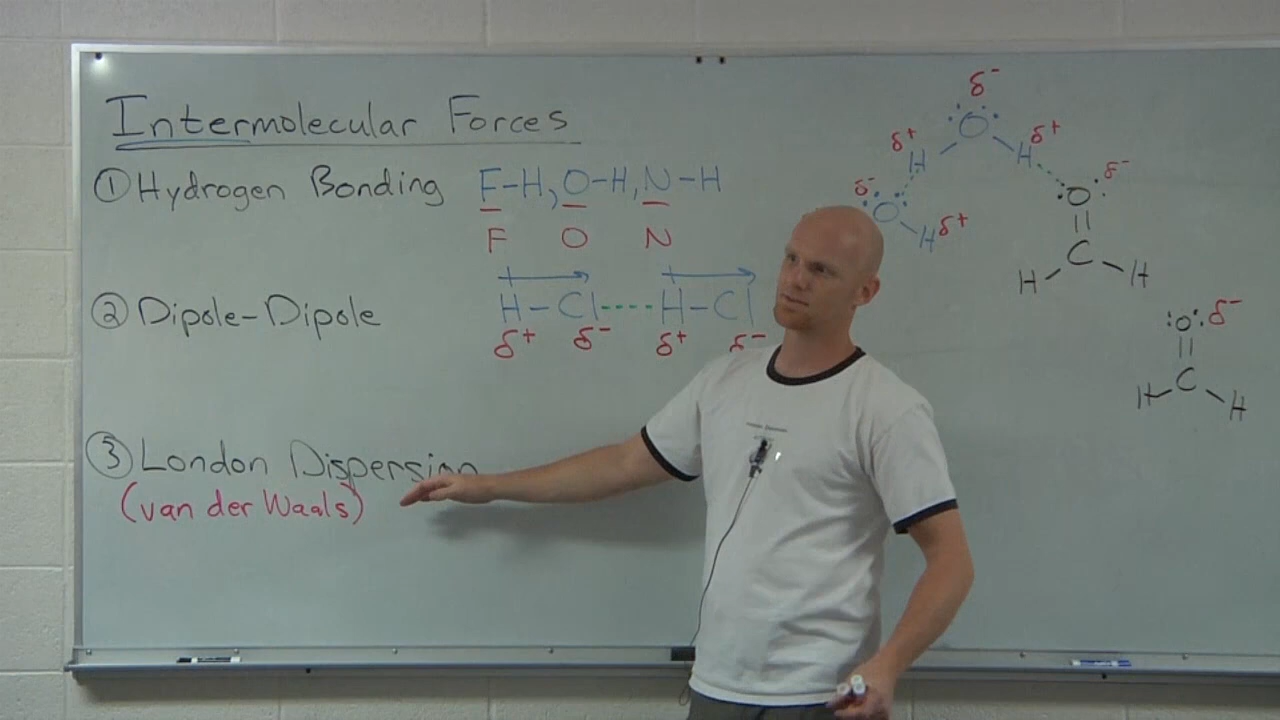 Intermolecular Forces
① Hydrogen Bonding F-H, O-H, N-H
F O N
② Dipole-Dipole H-Cl----H-Cl
δ+ δ- δ+ δ-
③ London Dispersion
(van der Waals)
δ-
:O:
δ+ H H δ+
δ- :O: :O: δ-
H δ+
C
H H
:O: δ-
C
H H